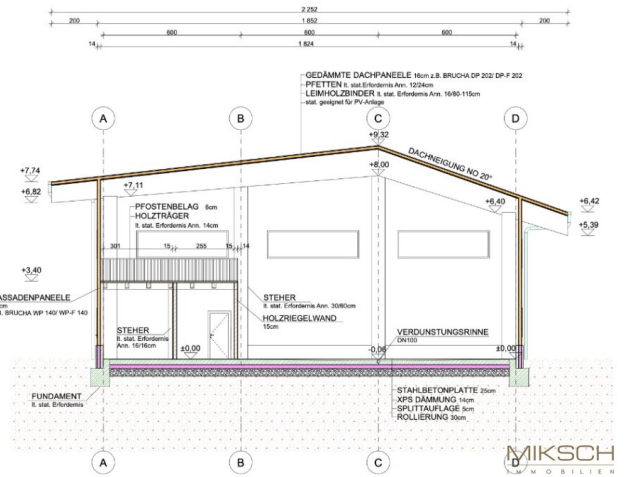 2 252
200 1 852 200
600 600 600
14 1 824 14
GEDÄMMTE DACHPANEELE 16cm z.B. BRUCHA DP 202/ DP-F 202
PFETTEN lt. stat.Erfordernis Ann. 12/24cm
LEIMHOLZBINDER lt. stat. Erfordernis Ann. 16/80-115cm
stat. geeignet für PV-Anlage
A B C D
+9,32
DACHNEIGUNG NO 20°
+7,74
+8,00
+7,11
+6,82
+6,40
+6,42
PFOSTENBELAG 6cm
HOLZTRÄGER
lt. stat. Erfordernis Ann. 14cm
+5,39
301 15 255 15 14
+3,40
ASSADENPANEELE
cm
. BRUCHA WP 140/ WP-F 140
STEHER
lt. stat. Erfordernis Ann. 30/60cm
HOLZRIEGELWAND
15cm
STEHER
lt. stat. Erfordernis
Ann. 16/16cm
VERDUNSTUNGSRINNE
DN100
±0,00 -0,06 ±0,00
FUNDAMENT
lt. stat. Erfordernis
STAHLBETONPLATTE 25cm
XPS DÄMMUNG 14cm
SPLITTAUFLAGE 5cm
ROLLIERUNG 30cm
A B C D
MIKSCH
IMMOBILIEN